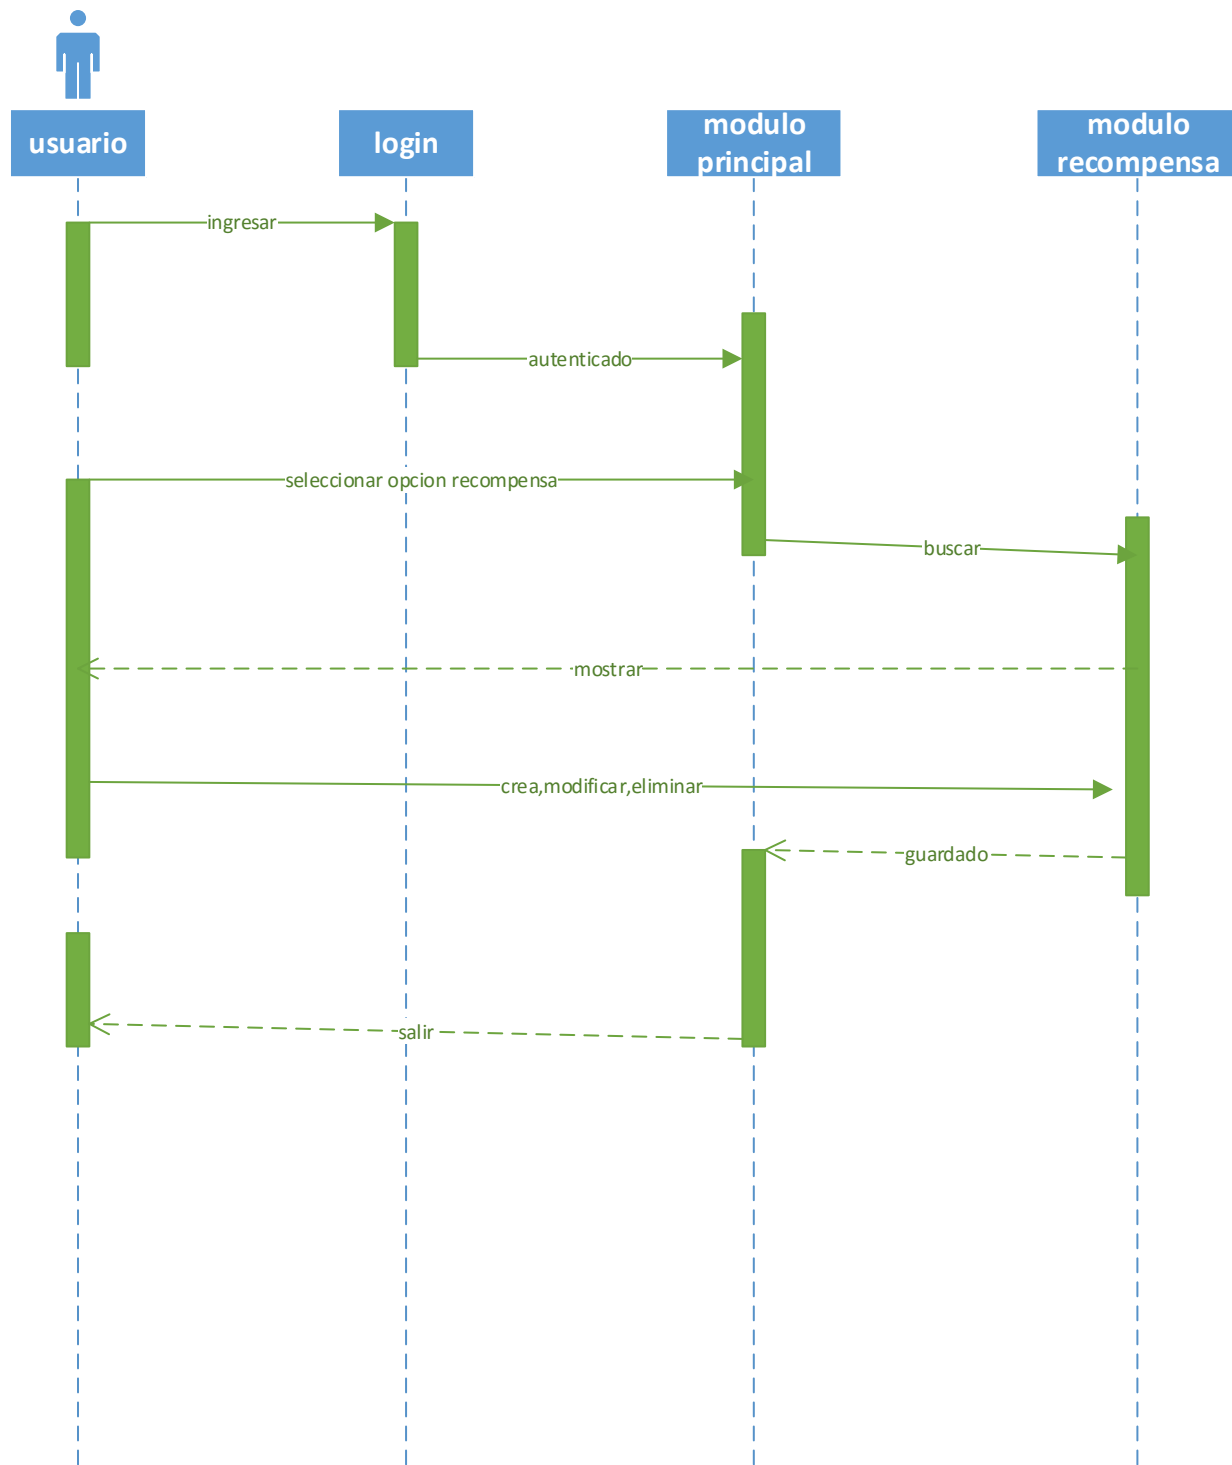 usuario
login
modulo
principal
modulo
recompensa
ingresar
autenticado
seleccionar opcion recompensa
buscar
mostrar
crea,modificar,eliminar
guardado
salir